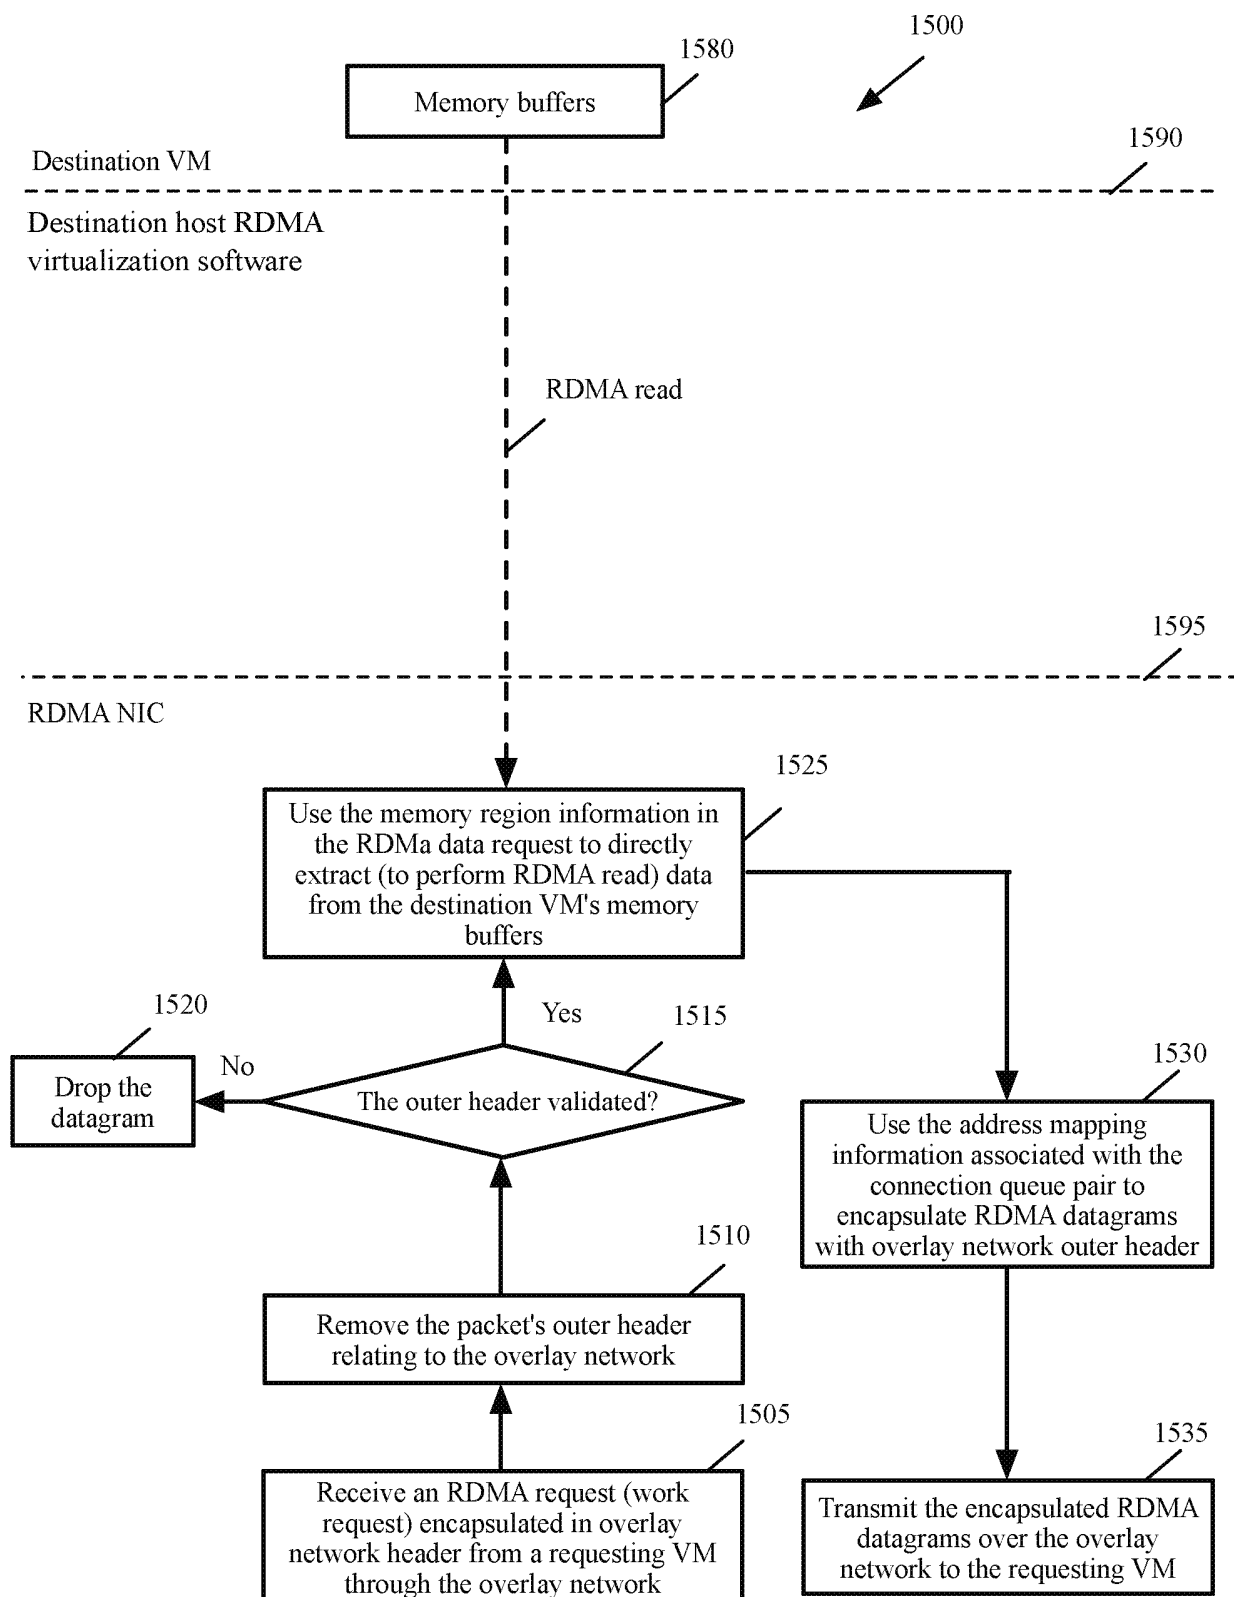 1500
1580
Memory buffers
1590
Destination VM
Destination host RDMA
virtualization software
RDMA read
1595
RDMA NIC
1525
Use the memory region information in
the RDMa data request to directly
extract (to perform RDMA read) data
from the destination VM's memory
buffers
1520
Yes
1515
No
Drop the
datagram
The outer header validated?
1530
Use the address mapping
information associated with the
connection queue pair to
encapsulate RDMA datagrams
with overlay network outer header
1510
Remove the packet's outer header
relating to the overlay network
1505
Receive an RDMA request (work
request) encapsulated in overlay
network header from a requesting VM
through the overlay network
1535
Transmit the encapsulated RDMA
datagrams over the overlay
network to the requesting VM